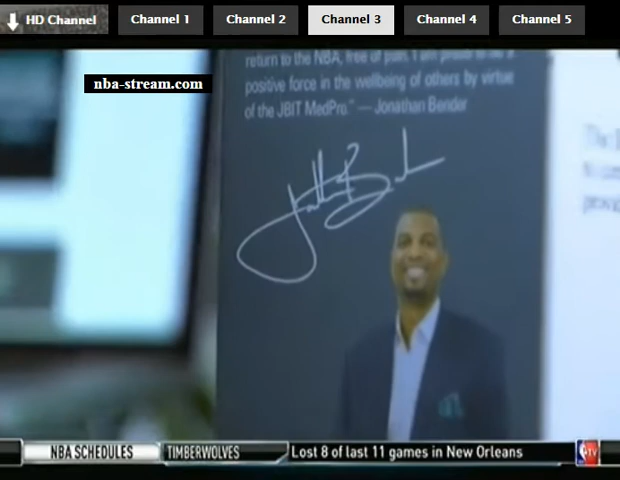 HD Channel
Channel 1
Channel 2
Channel 3
Channel 4
Channel 5
nba-stream.com
return to the NBA, free of pain. I am proud to be a
positive force in the wellbeing of others by virtue
of the JBIT MedPro." — Jonathan Bender
NBA SCHEDULES
TIMBERWOLVES
Lost 8 of last 11 games in New Orleans